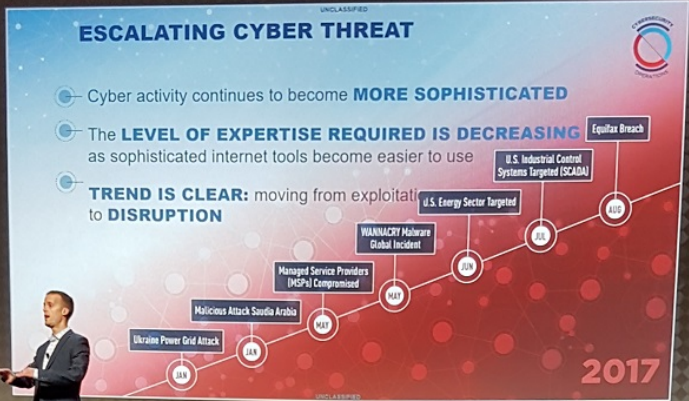 UNCLASSIFIED
ESCALATING CYBER THREAT
CYBERSECURITY
OPERATIONS
Cyber activity continues to become MORE SOPHISTICATED
The LEVEL OF EXPERTISE REQUIRED IS DECREASING
as sophisticated internet tools become easier to use
TREND IS CLEAR: moving from exploitati
to DISRUPTION
Equifax Breach
AUG
U.S. Industrial Control
Systems Targeted (SCADA)
JUL
U.S. Energy Sector Targeted
JUN
WANNACRY Malware
Global Incident
MAY
Managed Service Providers
(MSPs) Compromised
MAY
Malicious Attack Saudia Arabia
JAN
Ukraine Power Grid Attack
JAN
2017
UNCLASSIFIED